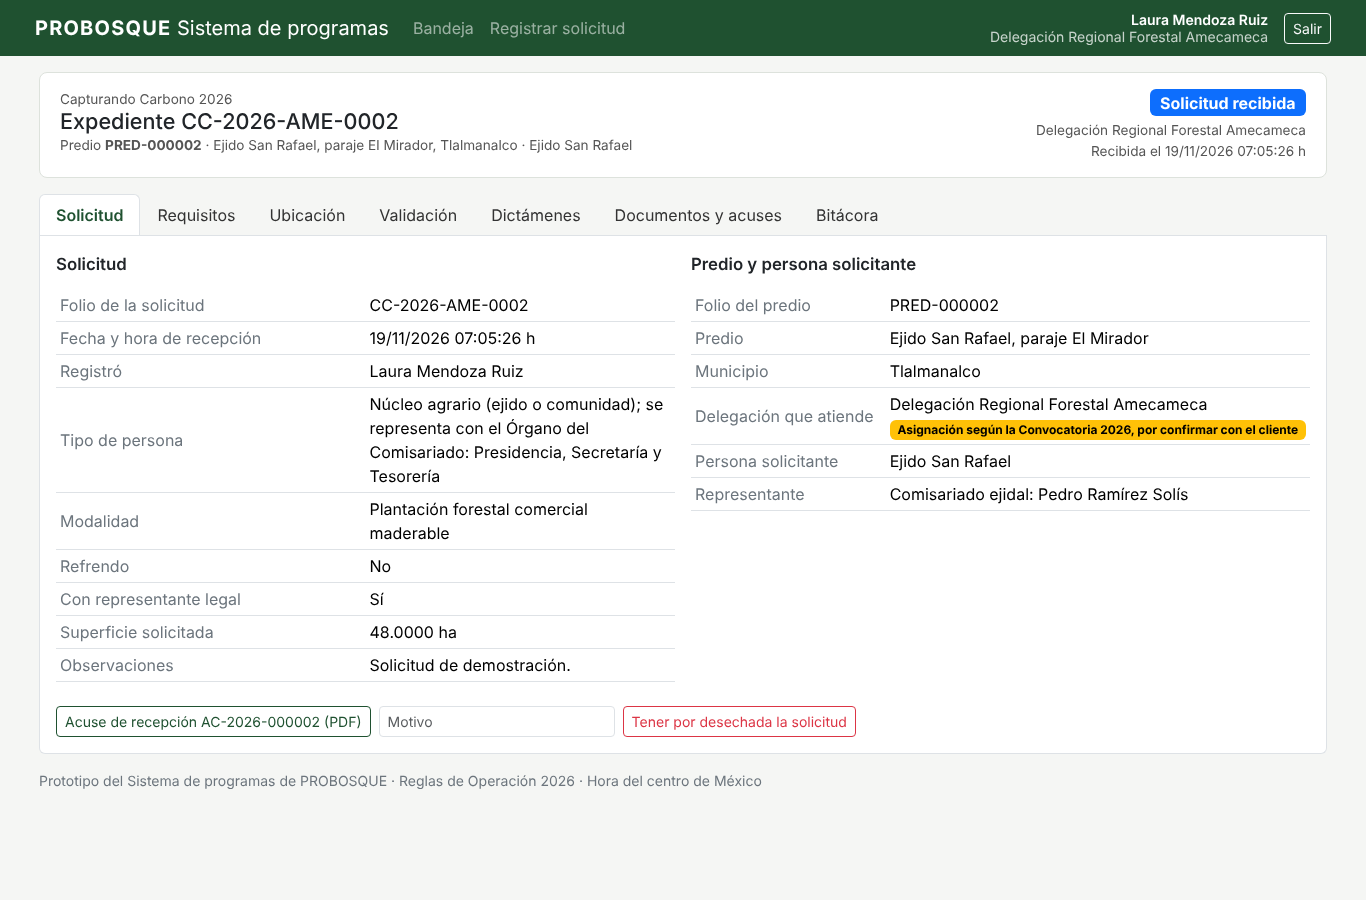 PROBOSQUE Sistema de programas
Bandeja
Registrar solicitud
Laura Mendoza Ruiz
Delegación Regional Forestal Amecameca
Salir
Capturando Carbono 2026
Expediente CC-2026-AME-0002
Predio PRED-000002 · Ejido San Rafael, paraje El Mirador, Tlalmanalco · Ejido San Rafael
Solicitud recibida
Delegación Regional Forestal Amecameca
Recibida el 19/11/2026 07:05:26 h
Solicitud
Requisitos
Ubicación
Validación
Dictámenes
Documentos y acuses
Bitácora
Solicitud
Folio de la solicitud
CC-2026-AME-0002
Fecha y hora de recepción
19/11/2026 07:05:26 h
Registró
Laura Mendoza Ruiz
Tipo de persona
Núcleo agrario (ejido o comunidad); se
representa con el Órgano del
Comisariado: Presidencia, Secretaría y
Tesorería
Modalidad
Plantación forestal comercial
maderable
Refrendo
No
Con representante legal
Sí
Superficie solicitada
48.0000 ha
Observaciones
Solicitud de demostración.
Predio y persona solicitante
Folio del predio
PRED-000002
Predio
Ejido San Rafael, paraje El Mirador
Municipio
Tlalmanalco
Delegación que atiende
Delegación Regional Forestal Amecameca
Asignación según la Convocatoria 2026, por confirmar con el cliente
Persona solicitante
Ejido San Rafael
Representante
Comisariado ejidal: Pedro Ramírez Solís
Acuse de recepción AC-2026-000002 (PDF)
Motivo
Tener por desechada la solicitud
Prototipo del Sistema de programas de PROBOSQUE · Reglas de Operación 2026 · Hora del centro de México